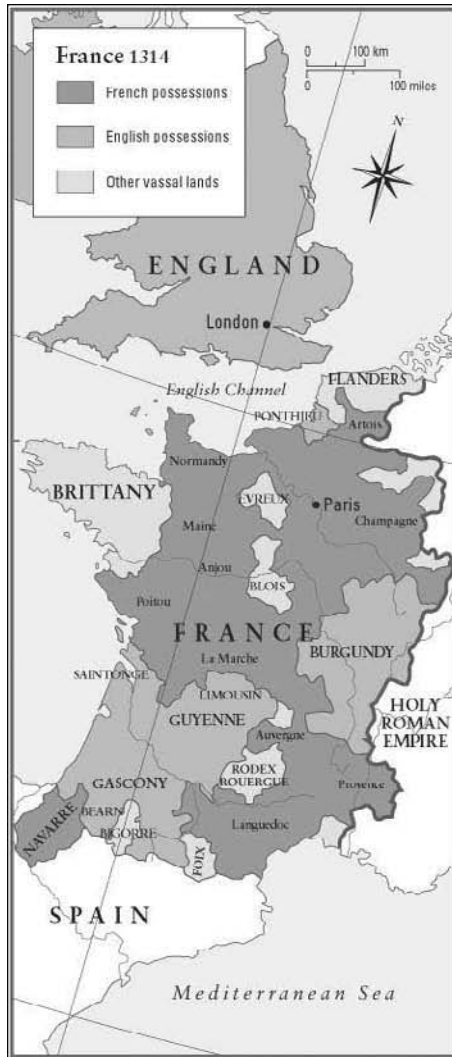 France 1314
French possessions
English possessions
Other vassal lands
0 100 km
0 100 miles
N
ENGLAND
London
English Channel
FLANDERS
PONTHIEU
Artois
Normandy
BRITTANY
EVREUX
Paris
Maine
Champagne
Anjou
BLOIS
Poitou
FRANCE
BURGUNDY
La Marche
SAINTONGE
LIMOUSIN
GUYENNE
HOLY
ROMAN
EMPIRE
Auvergne
RODEX
ROUERGUE
GASCONY
Provence
NAVARRE
BEARN
BIGORRE
Languedoc
FOIX
SPAIN
Mediterranean Sea